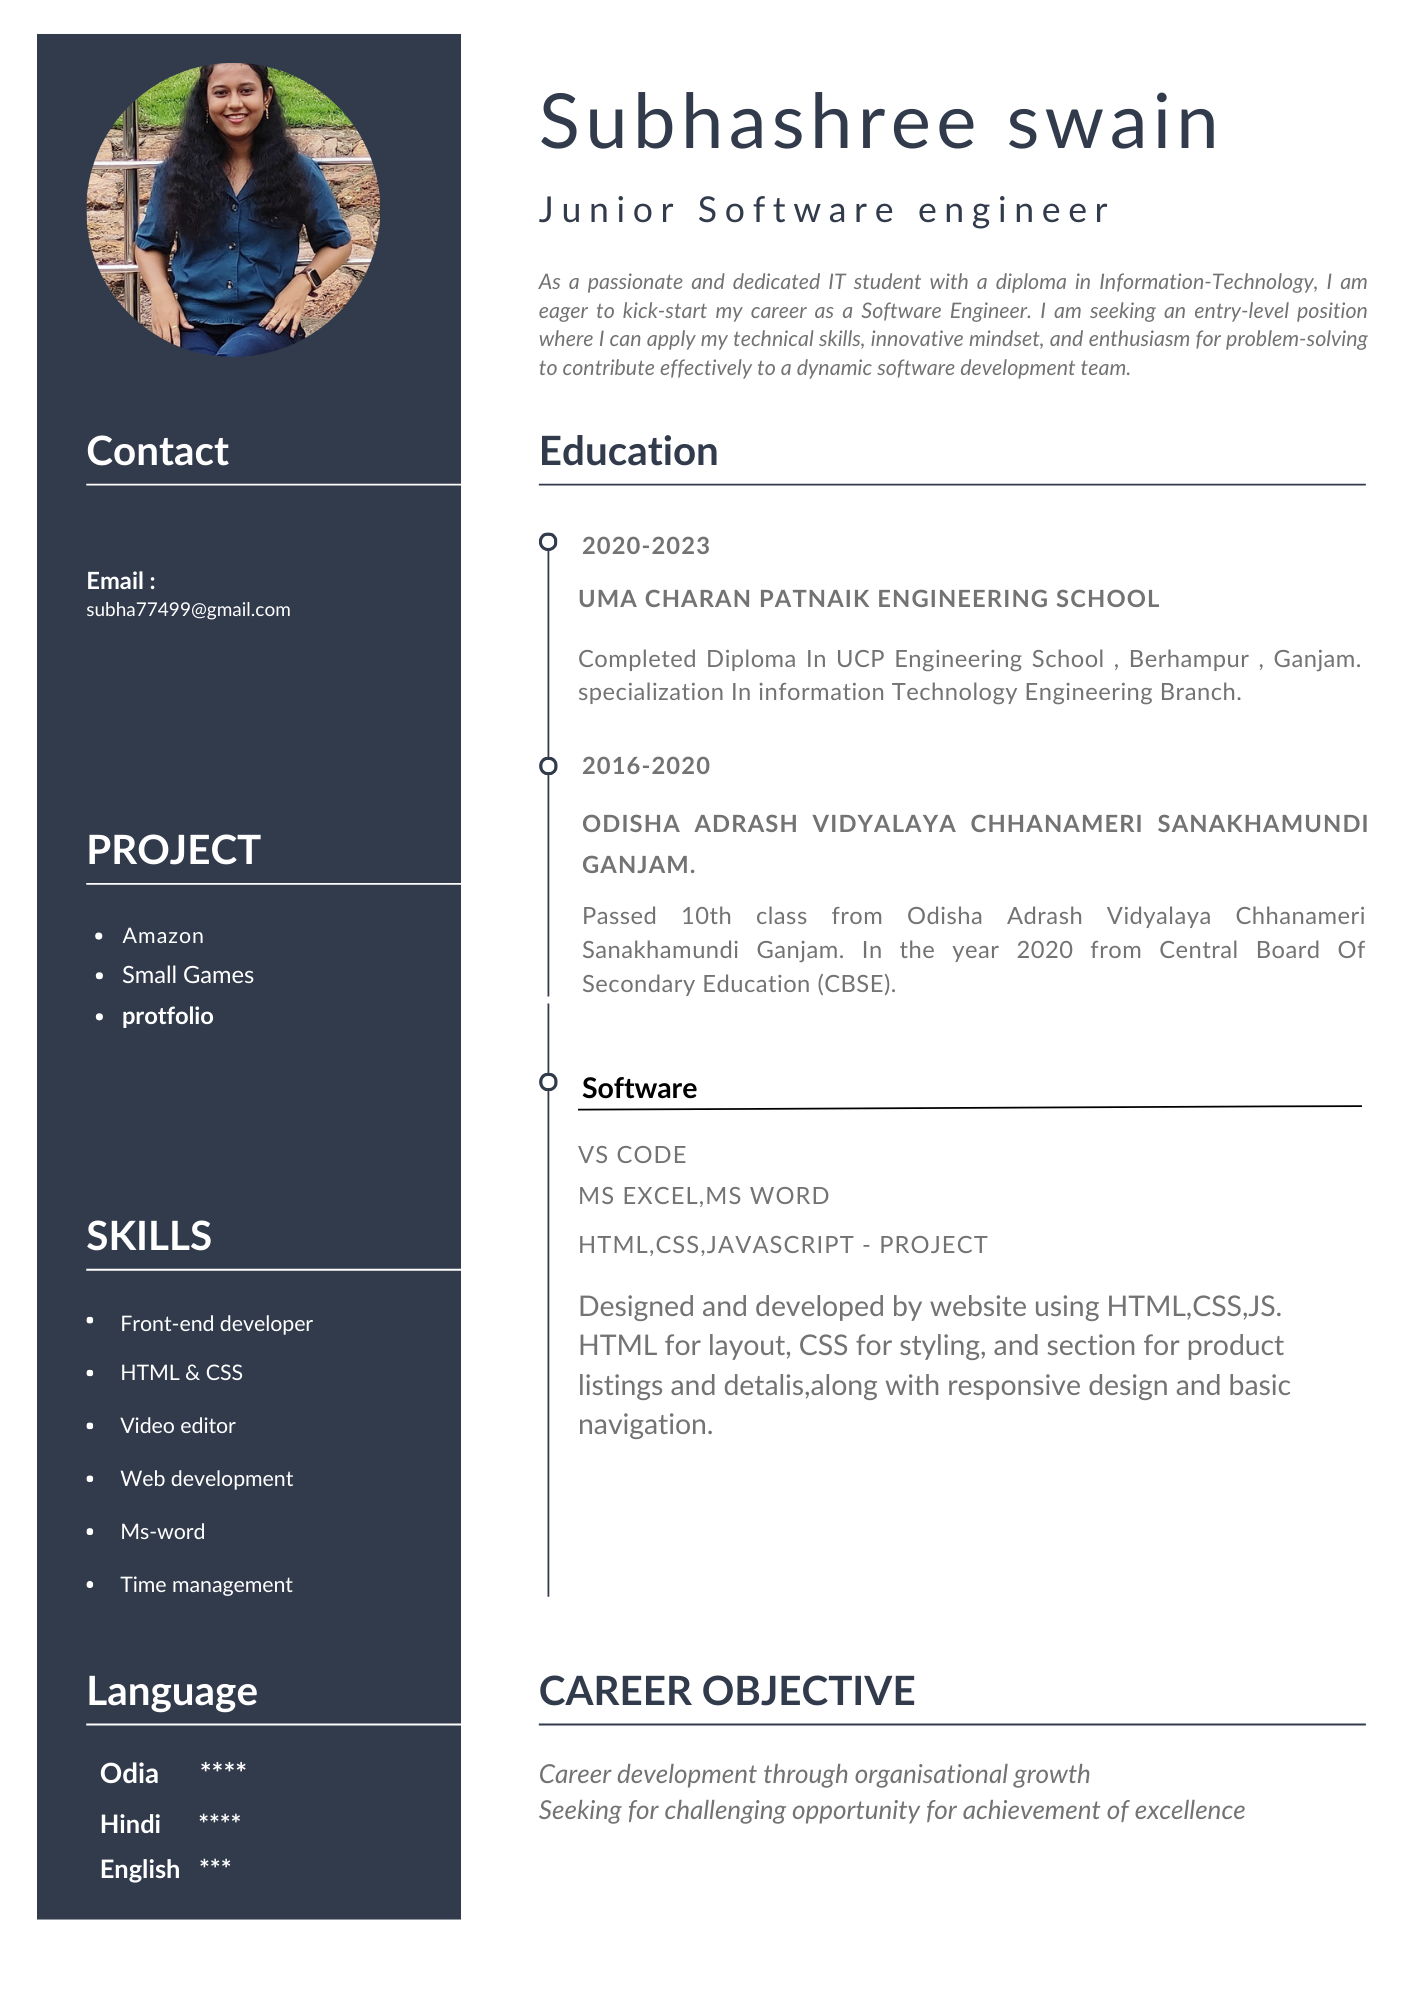 Subhashree swain
Junior Software engineer
As a passionate and dedicated IT student with a diploma in Information-Technology, I am
eager to kick-start my career as a Software Engineer. I am seeking an entry-level position
where I can apply my technical skills, innovative mindset, and enthusiasm for problem-solving
to contribute effectively to a dynamic software development team.
Contact
Email :
subha77499@gmail.com
PROJECT
• Amazon
• Small Games
• protfolio
SKILLS
• Front-end developer
• HTML & CSS
• Video editor
• Web development
• Ms-word
• Time management
Language
Odia ****
Hindi ****
English ***
Education
2020-2023
UMA CHARAN PATNAIK ENGINEERING SCHOOL
Completed Diploma In UCP Engineering School , Berhampur , Ganjam.
specialization In information Technology Engineering Branch.
2016-2020
ODISHA ADRASH VIDYALAYA CHHANAMERI SANAKHAMUNDI
GANJAM.
Passed 10th class from Odisha Adrash Vidyalaya Chhanameri
Sanakhamundi Ganjam. In the year 2020 from Central Board Of
Secondary Education (CBSE).
Software
VS CODE
MS EXCEL,MS WORD
HTML,CSS,JAVASCRIPT - PROJECT
Designed and developed by website using HTML,CSS,JS.
HTML for layout, CSS for styling, and section for product
listings and detalis,along with responsive design and basic
navigation.
CAREER OBJECTIVE
Career development through organisational growth
Seeking for challenging opportunity for achievement of excellence